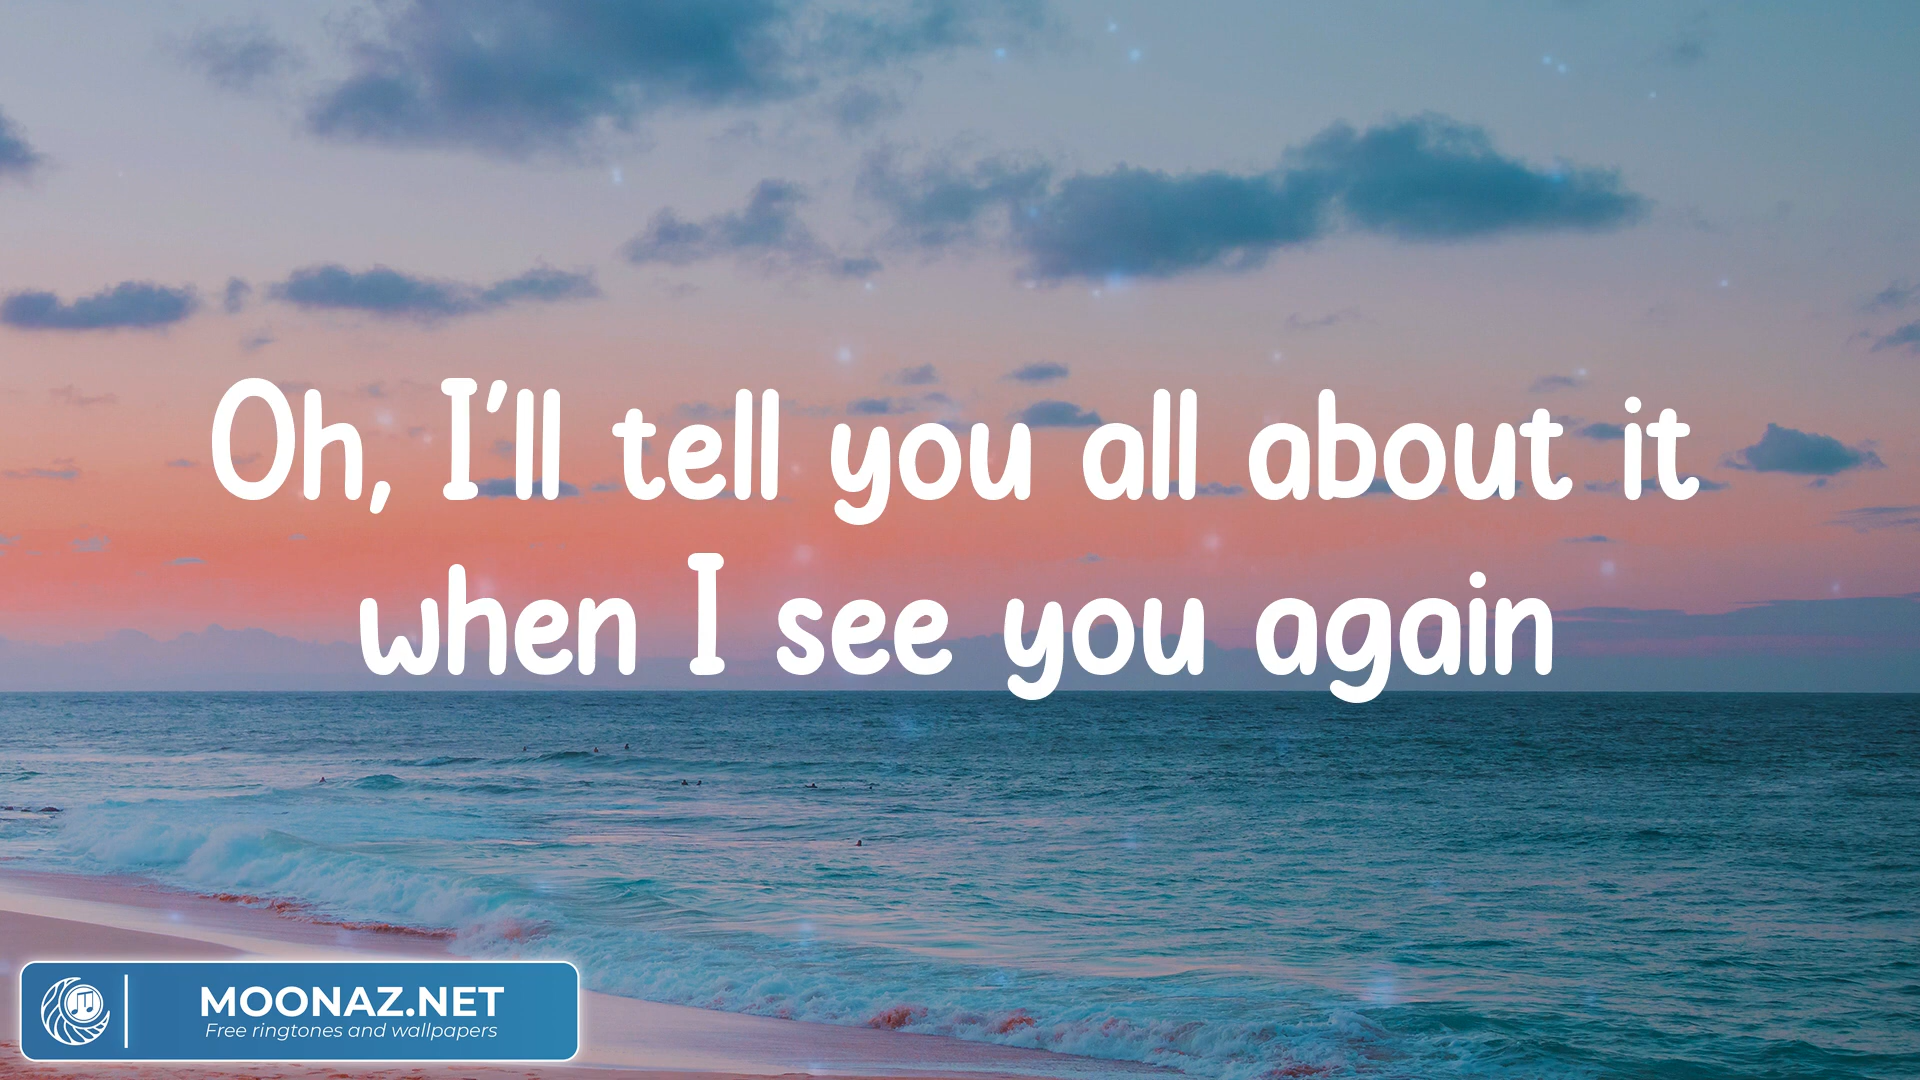 Oh, I'll tell you all about it
when I see you again
MOONAZ.NET
Free ringtones and wallpapers